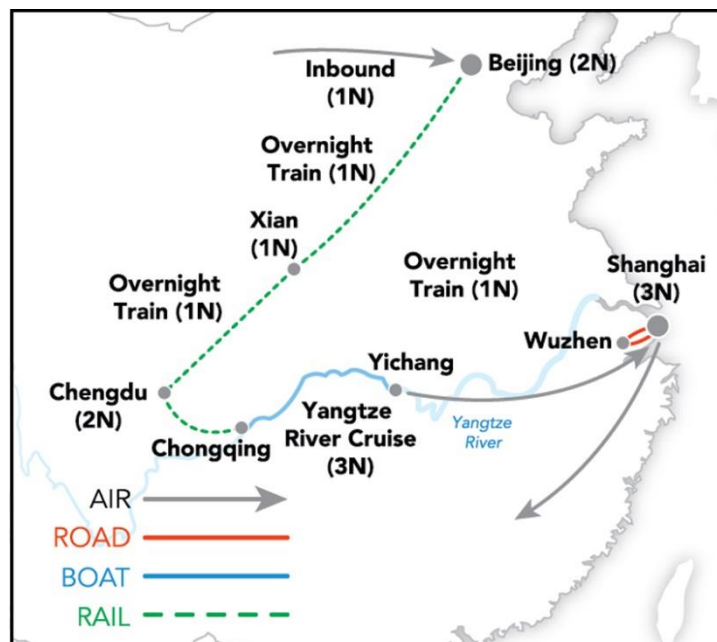 Inbound
(1N)
Beijing (2N)
Overnight
Train (1N)
Xian
(1N)
Overnight
Train (1N)
Overnight
Train (1N)
Shanghai
(3N)
Wuzhen
Yichang
Chengdu
(2N)
Chongqing
Yangtze
River Cruise
(3N)
Yangtze
River
AIR
ROAD
BOAT
RAIL